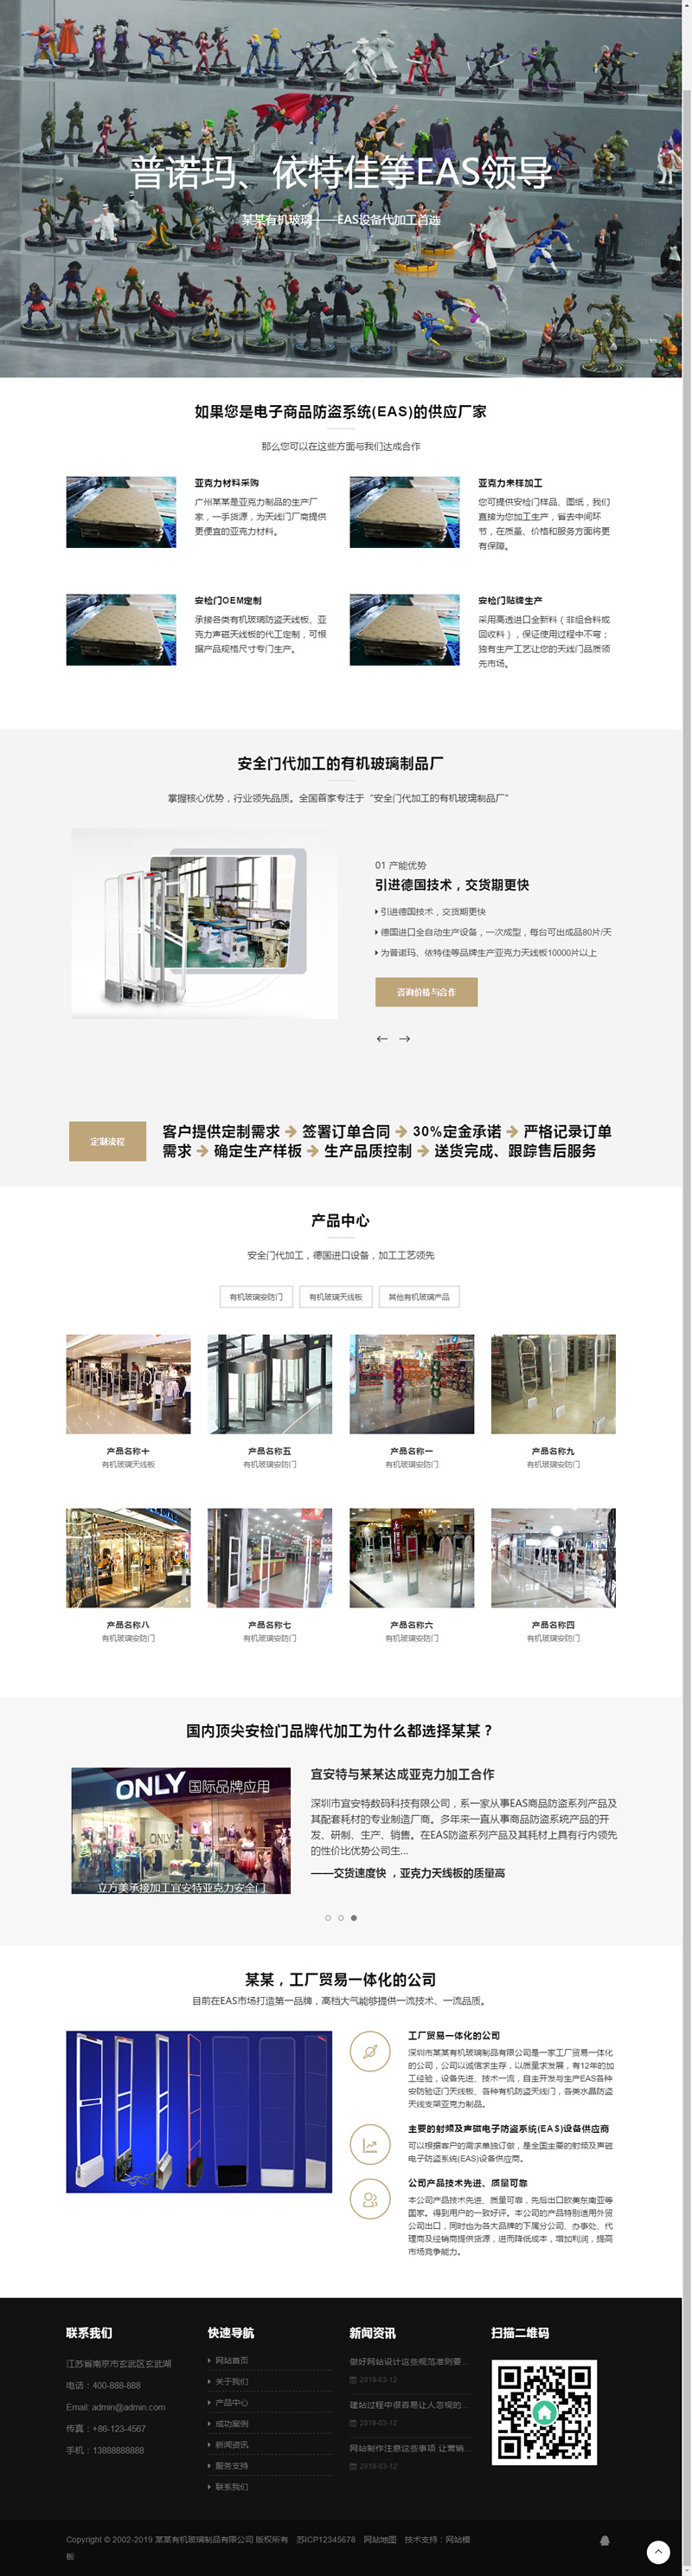 普诺玛、依特佳等EAS领导
某某有机玻璃——EAS设备代加工首选
如果您是电子商品防盗系统(EAS)的供应厂家
那么您可以在这些方面与我们达成合作
亚克力材料采购
广州某某是亚克力制品的生产厂
家，一手货源，为天线门厂商提供
更便宜的亚克力材料。
亚克力来样加工
您可提供安检门样品、图纸，我们
直接为您加工生产，省去中间环
节，在质量、价格和服务方面将更
有保障。
安检门OEM定制
承接各类有机玻璃防盗天线板、亚
克力声磁天线板的代工定制，可根
据产品规格尺寸专门生产。
安检门贴牌生产
采用高透进口全新料（非组合料或
回收料），保证使用过程中不弯；
独有生产工艺让您的天线门品质领
先市场。
安全门代加工的有机玻璃制品厂
掌握核心优势，行业领先品质。全国首家专注于“安全门代加工的有机玻璃制品厂”
01 产能优势
引进德国技术，交货期更快
引进德国技术，交货期更快
德国进口全自动生产设备，一次成型，每台可出成品80片/天
为普诺玛、依特佳等品牌生产亚克力天线板10000片以上
咨询价格与合作
定制流程
客户提供定制需求 → 签署订单合同 → 30%定金承诺 → 严格记录订单
需求 → 确定生产样板 → 生产品质控制 → 送货完成、跟踪售后服务
产品中心
安全门代加工，德国进口设备，加工工艺领先
有机玻璃安防门 有机玻璃天线板 其他有机玻璃产品
产品名称十 产品名称五 产品名称一 产品名称九
有机玻璃天线板 有机玻璃安防门 有机玻璃安防门 有机玻璃安防门
产品名称八 产品名称七 产品名称六 产品名称四
有机玻璃安防门 有机玻璃安防门 有机玻璃安防门 有机玻璃安防门
国内顶尖安检门品牌代加工为什么都选择某某？
ONLY 国际品牌应用
ONLY
立方美承接加工宜安特亚克力安全门
宜安特与某某达成亚克力加工合作
深圳市宜安特数码科技有限公司，系一家从事EAS商品防盗系列产品及
其配套耗材的专业制造厂商。多年来一直从事商品防盗系统产品的开
发、研制、生产、销售。在EAS防盗系列产品及其耗材上具有行内领先
的性价比优势公司生...
——交货速度快 ，亚克力天线板的质量高
某某，工厂贸易一体化的公司
目前在EAS市场打造第一品牌，高档大气能够提供一流技术、一流品质。
工厂贸易一体化的公司
深圳市某某有机玻璃制品有限公司是一家工厂贸易一体化
的公司，公司以诚信求生存，以质量求发展，有12年的加
工经验，设备先进、技术一流，自主开发与生产EAS各种
安防验证门天线板、各种有机防盗天线门，各类水晶防盗
天线支架亚克力制品。
主要的射频及声磁电子防盗系统(EAS)设备供应商
可以根据客户的需求单独订做，是全国主要的射频及声磁
电子防盗系统(EAS)设备供应商。
公司产品技术先进、质量可靠
本公司产品技术先进、质量可靠，先后出口欧美东南亚等
国家。得到用户的一致好评。本公司的产品特别适用外贸
公司出口，同时也为各大品牌的下属分公司、办事处、代
理商及经销商提供货源，进而降低成本，增加利润，提高
市场竞争能力。
联系我们
江苏省南京市玄武区玄武湖
电话：400-888-888
Email: admin@admin.com
传真：+86-123-4567
手机：13888888888
快速导航
网站首页
关于我们
产品中心
成功案例
新闻资讯
服务支持
联系我们
新闻资讯
做好网站设计这些规范准则要...
2019-03-12
建站过程中很容易让人忽视的...
2019-03-12
网站制作注意这些事项 让营销...
2019-03-12
扫描二维码
Copyright © 2002-2019 某某有机玻璃制品有限公司 版权所有 苏ICP12345678 网站地图 技术支持：网站模
板